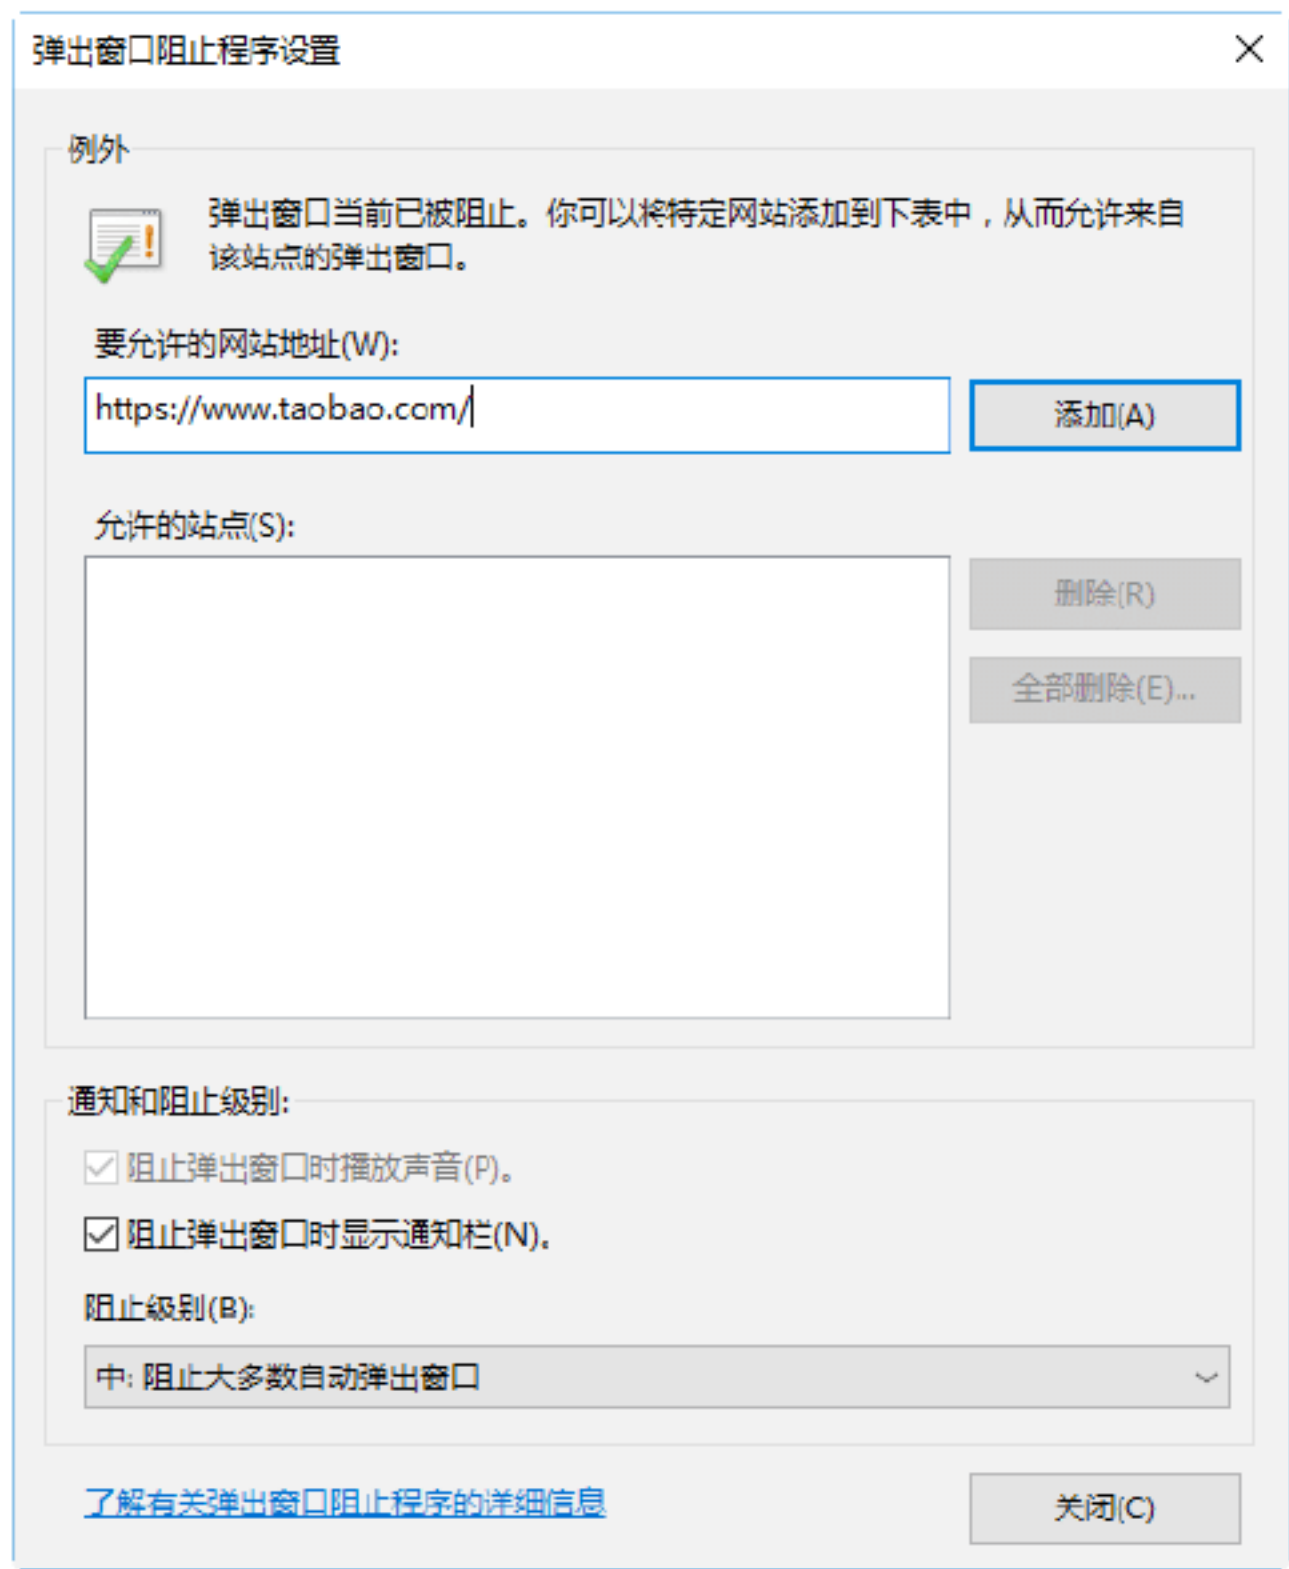 弹出窗口阻止程序设置
例外
弹出窗口当前已被阻止。你可以将特定网站添加到下表中，从而允许来自
该站点的弹出窗口。
要允许的网站地址(W):
https://www.taobao.com/
添加(A)
允许的站点(S):
删除(R)
全部删除(E)...
通知和阻止级别:
阻止弹出窗口时播放声音(P)。
阻止弹出窗口时显示通知栏(N)。
阻止级别(B):
中: 阻止大多数自动弹出窗口
了解有关弹出窗口阻止程序的详细信息
关闭(C)